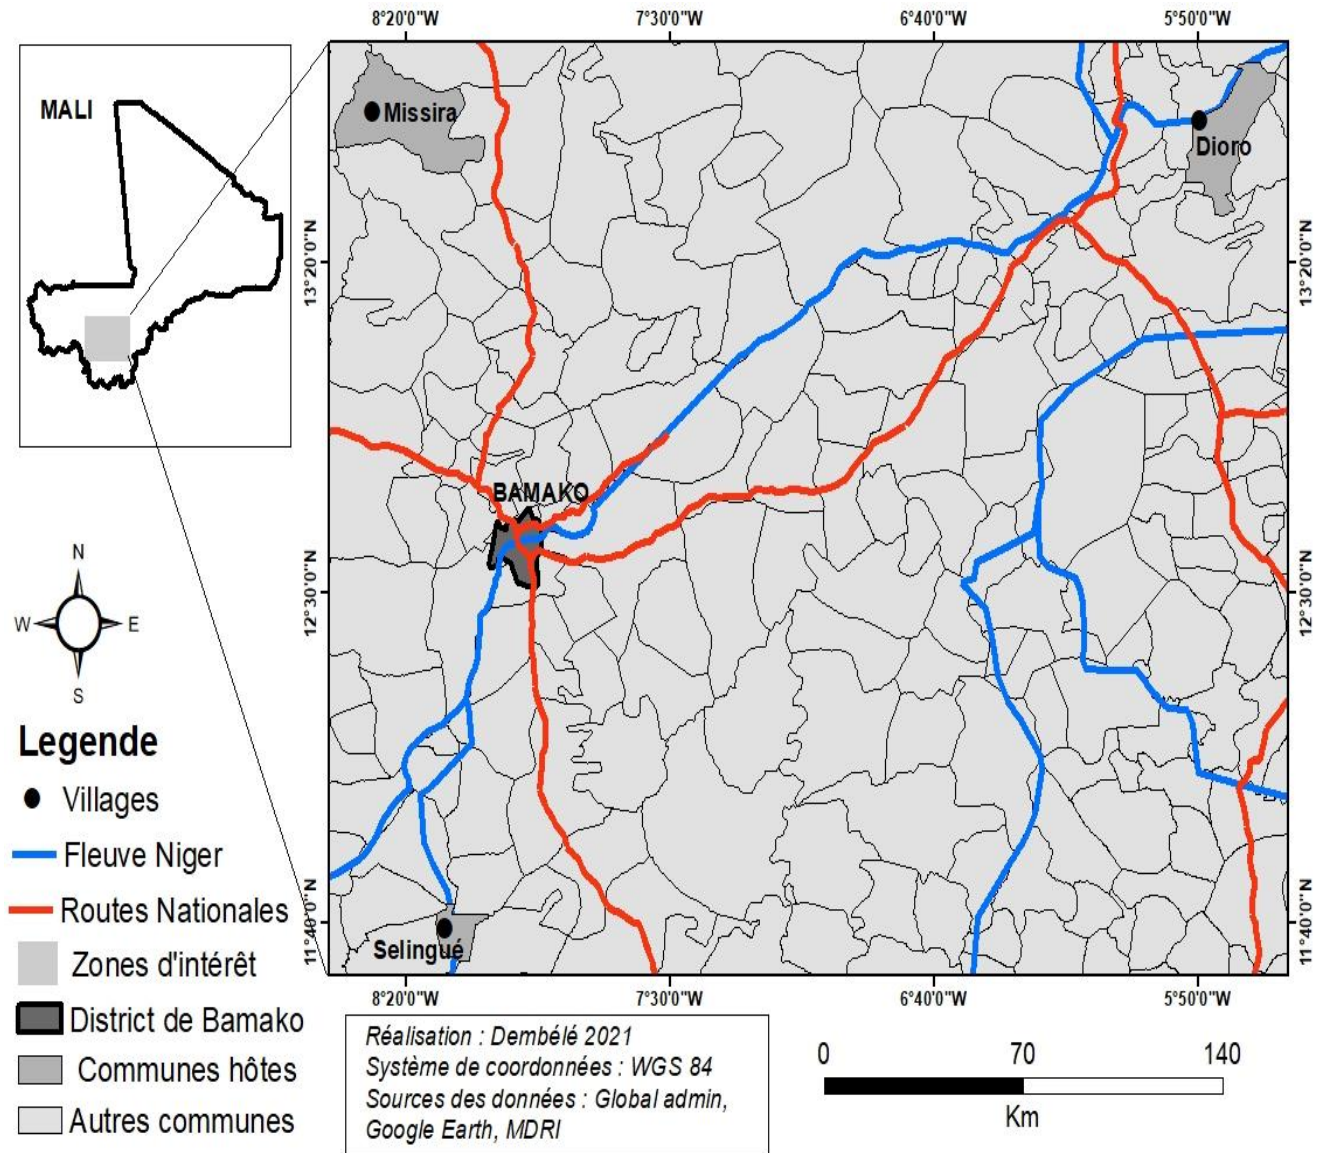 8°20'0"W 7°30'0"W 6°40'0"W 5°50'0"W
MALI
Missira
Dioro
13°20'0"N
13°20'0"N
BAMAKO
12°30'0"N
12°30'0"N
N
W E
S
Legende
Villages
Fleuve Niger
Routes Nationales
Zones d'intérêt
District de Bamako
Communes hôtes
Autres communes
11°40'0"N
11°40'0"N
Selingué
8°20'0"W 7°30'0"W 6°40'0"W 5°50'0"W
Réalisation : Dembélé 2021
Système de coordonnées : WGS 84
Sources des données : Global admin,
Google Earth, MDRI
0 70 140
Km